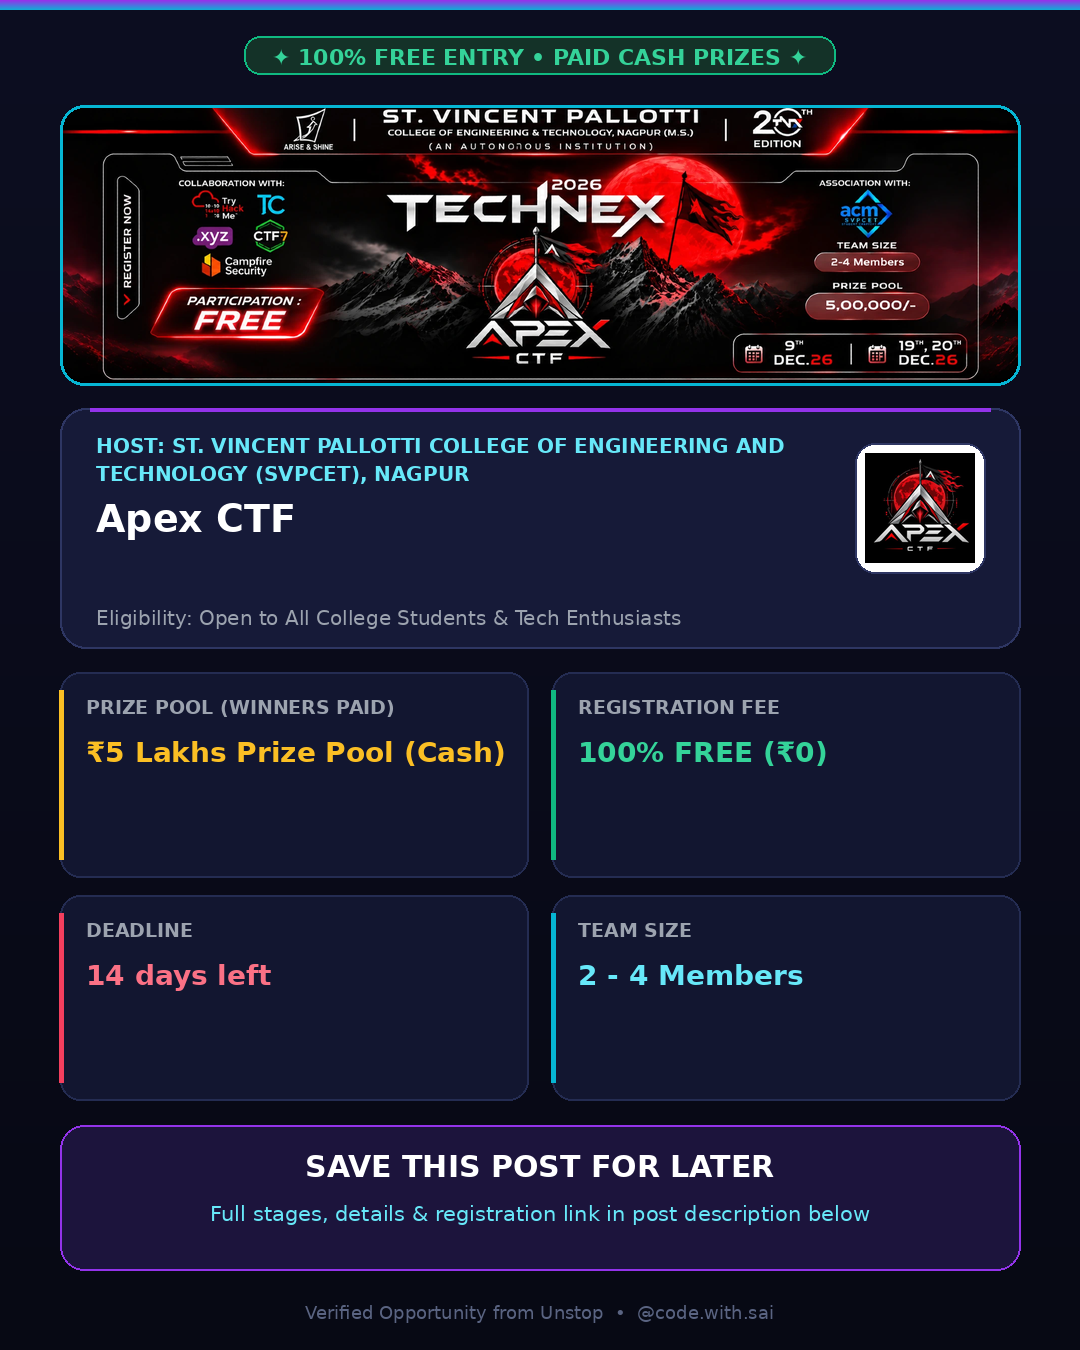 ✦ 100% FREE ENTRY • PAID CASH PRIZES ✦
ARISE & SHINE
ST. VINCENT PALLOTTI
COLLEGE OF ENGINEERING & TECHNOLOGY, NAGPUR (M.S.)
(AN AUTONOMOUS INSTITUTION)
20TH
EDITION
REGISTER NOW
COLLABORATION WITH:
Try
Hack
Me
TC
.xyz
CTF7
Campfire
Security
PARTICIPATION :
FREE
2026
TECHNEX
APEX
CTF
ASSOCIATION WITH:
acm
SVPCET
TEAM SIZE
2-4 Members
PRIZE POOL
5,00,000/-
9TH
DEC.26
19TH, 20TH
DEC.26
HOST: ST. VINCENT PALLOTTI COLLEGE OF ENGINEERING AND
TECHNOLOGY (SVPCET), NAGPUR
Apex CTF
APEX
CTF
Eligibility: Open to All College Students & Tech Enthusiasts
PRIZE POOL (WINNERS PAID)
₹5 Lakhs Prize Pool (Cash)
REGISTRATION FEE
100% FREE (₹0)
DEADLINE
14 days left
TEAM SIZE
2 - 4 Members
SAVE THIS POST FOR LATER
Full stages, details & registration link in post description below
Verified Opportunity from Unstop • @code.with.sai